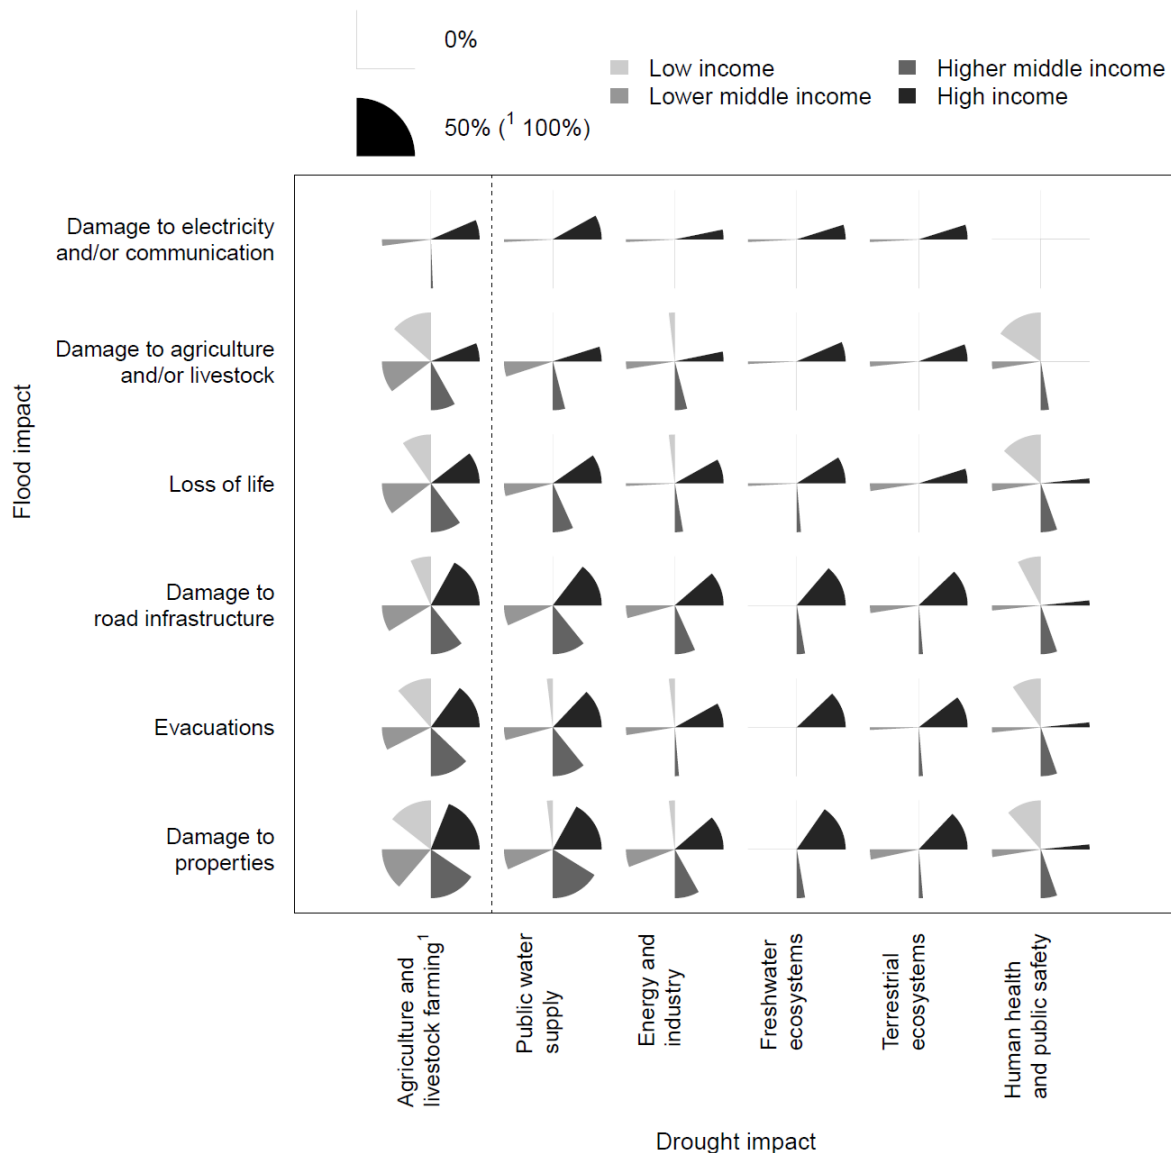 0%
50% (¹ 100%)
Low income
Lower middle income
Higher middle income
High income
Flood impact
Damage to electricity
and/or communication
Damage to agriculture
and/or livestock
Loss of life
Damage to
road infrastructure
Evacuations
Damage to
properties
Agriculture and
livestock farming¹
Public water
supply
Energy and
industry
Freshwater
ecosystems
Terrestrial
ecosystems
Human health
and public safety
Drought impact